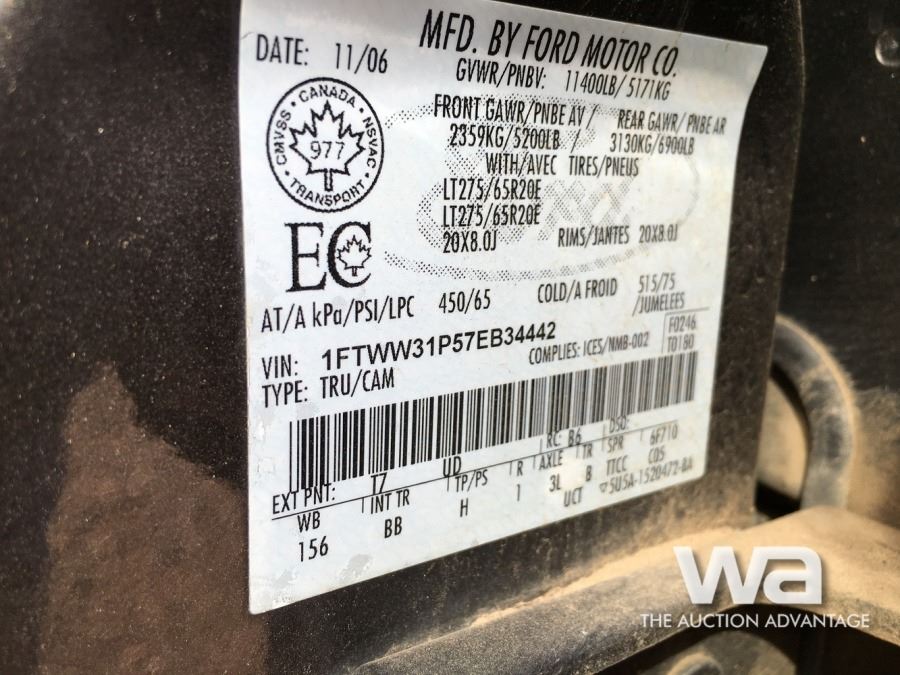 MFD. BY FORD MOTOR CO.
DATE: 11/06
GVWR/PNBV: 11400LB/ 5171KG
CANADA
CMVSS NSVAC
977
TRANSPORT
FRONT GAWR/PNBE AV / REAR GAWR/ PNBE AR
2359KG/5200LB / 3130KG/6900LB
WITH/AVEC TIRES/PNEUS
LT275/65R20E
LT275/65R20E
20X8.0J RIMS/JANTES 20X8.0J
EC
AT/A kPa/PSI/LPC 450/65 COLD/A FROID 515/75
/JUMELEES
VIN: 1FTWW31P57EB34442
COMPLIES: ICES/NMB-002
F0246
T0180
TYPE: TRU/CAM
EXT PNT: T7 UD RC: B6 DSO:
WB INT TR TP/PS R AXLE TR SPR 6F710
156 BB H 1 3L B TTCC C05
UCT 5U5A-1520472-BA
wa
THE AUCTION ADVANTAGE